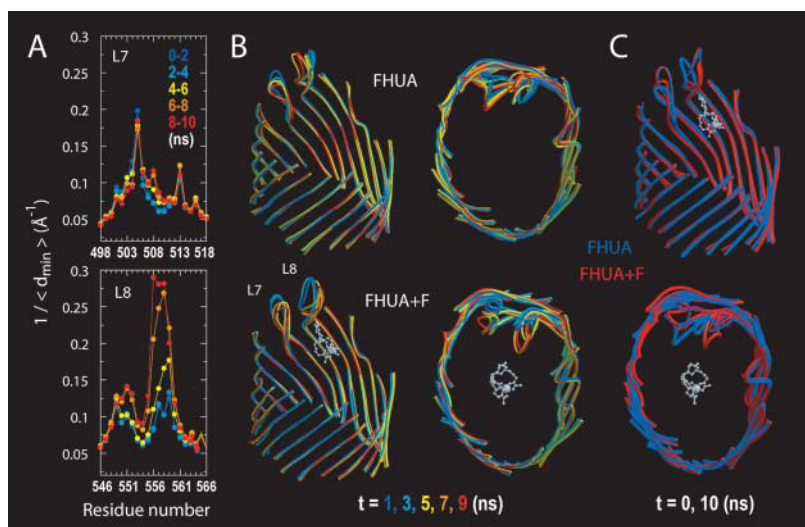 A
B
C
L7
0-2
2-4
4-6
6-8
8-10
(ns)
0.3
0.25
0.2
0.15
0.1
0.05
498 503 508 513 518
1 / < d min > (Å⁻¹)
L8
0.3
0.25
0.2
0.15
0.1
0.05
546 551 556 561 566
Residue number
FHUA
L7
L8
FHUA+F
t = 1, 3, 5, 7, 9 (ns)
FHUA
FHUA+F
t = 0, 10 (ns)